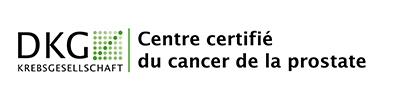 DKG
KREBSGESELLSCHAFT
Centre certifié
du cancer de la prostate